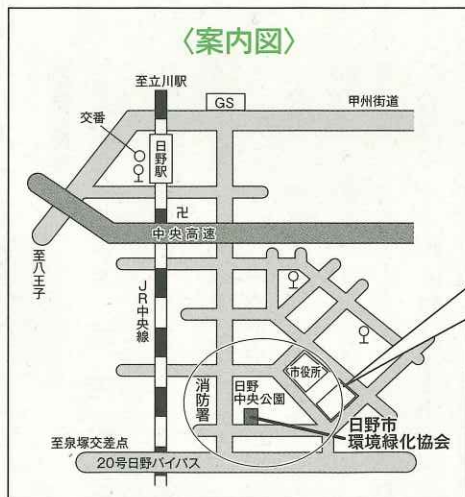 〈案内図〉
至立川駅
GS
甲州街道
交番
日野駅
卍
中央高速
至八王子
JR中央線
消防署
日野
中央公園
市役所
日野市
環境緑化協会
至泉塚交差点
20号日野バイパス